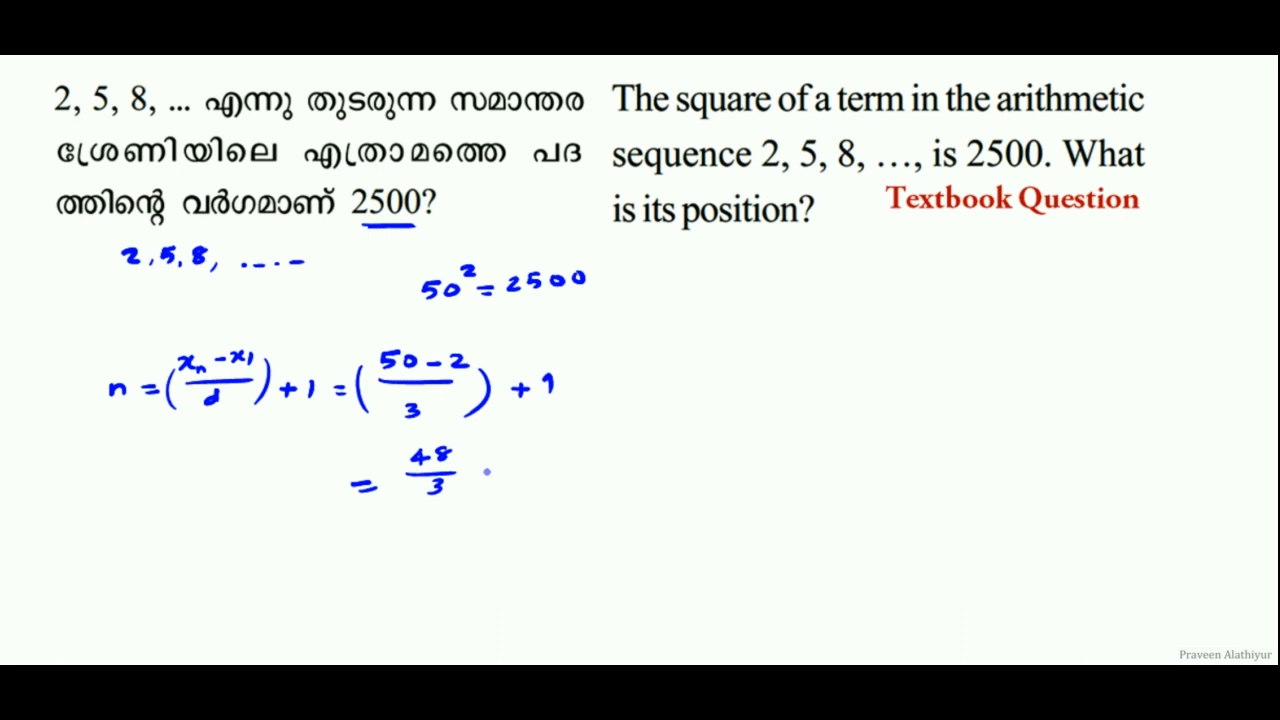 2, 5, 8, ... എന്നു തുടരുന്ന സമാന്തര
ശ്രേണിയിലെ എത്രാമത്തെ പദ
ത്തിന്റെ വർഗമാണ് 2500?
The square of a term in the arithmetic
sequence 2, 5, 8, …, is 2500. What
is its position?
Textbook Question
2, 5, 8, .....
50² = 2500
n = (xₙ - x₁ / d) + 1 = (50 - 2 / 3) + 1
= 48 / 3
Praveen Alathiyur